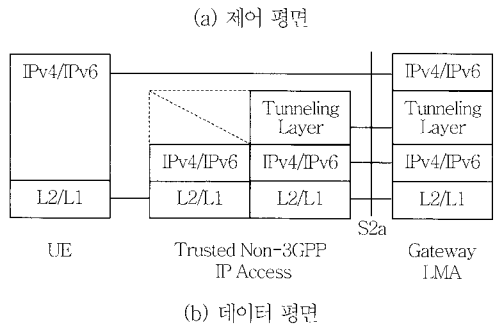 (a) 제어 평면
IPv4/IPv6
IPv4/IPv6
Tunneling
Layer
Tunneling
Layer
IPv4/IPv6
IPv4/IPv6
IPv4/IPv6
L2/L1
L2/L1
L2/L1
L2/L1
S2a
UE
Trusted Non-3GPP
IP Access
Gateway
LMA
(b) 데이터 평면